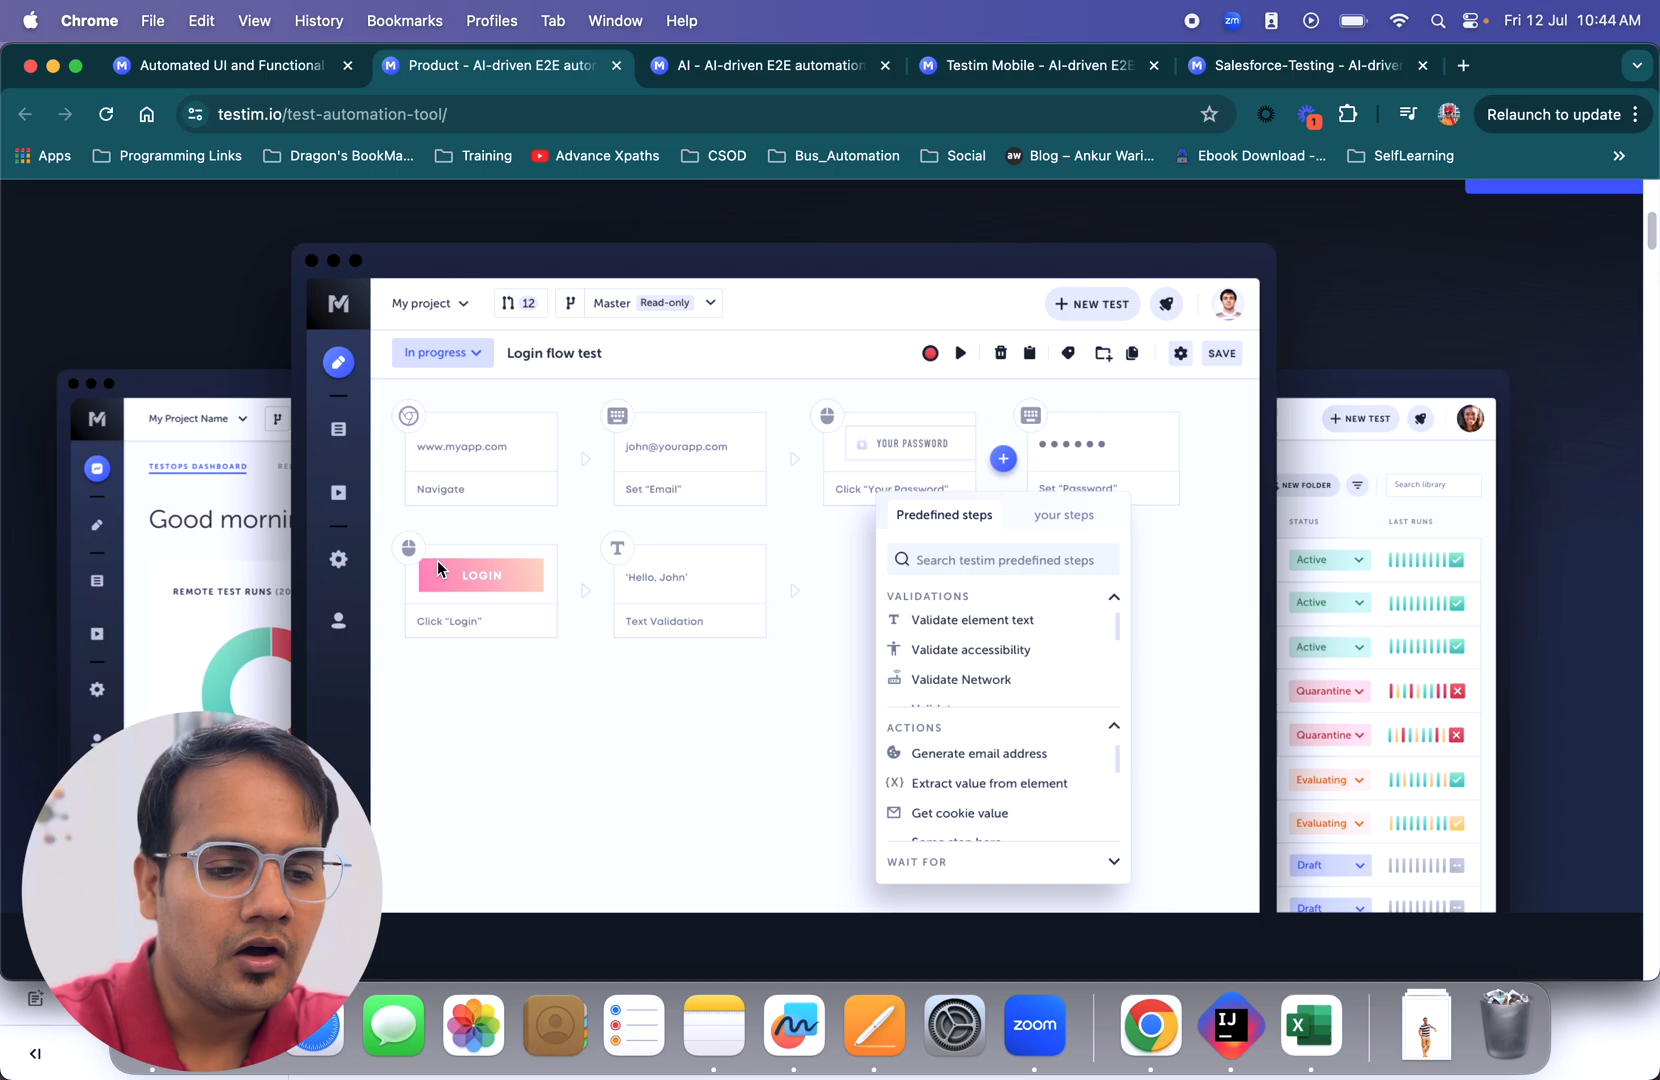 Chrome File Edit View History Bookmarks Profiles Tab Window Help
zm
Fri 12 Jul 10:44 AM
Automated UI and Functional
Product - AI-driven E2E auto
AI - AI-driven E2E automation
Testim Mobile - AI-driven E2E
Salesforce-Testing - AI-drive
testim.io/test-automation-tool/
1
Relaunch to update
Apps
Programming Links
Dragon's BookMa...
Training
Advance Xpaths
CSOD
Bus_Automation
Social
aw Blog – Ankur Wari...
Ebook Download -...
SelfLearning
My project
12
Master Read-only
+ NEW TEST
In progress
Login flow test
SAVE
www.myapp.com
Navigate
john@yourapp.com
Set "Email"
YOUR PASSWORD
Click "Your Password"
Set "Password"
LOGIN
Click "Login"
'Hello, John'
Text Validation
Predefined steps
your steps
Search testim predefined steps
VALIDATIONS
Validate element text
Validate accessibility
Validate Network
ACTIONS
Generate email address
Extract value from element
Get cookie value
WAIT FOR
My Project Name
TESTOPS DASHBOARD
Good morni
REMOTE TEST RUNS (20
+ NEW TEST
NEW FOLDER
Search library
STATUS
LAST RUNS
Active
Active
Active
Quarantine
Quarantine
Evaluating
Evaluating
Draft
Draft
zoom
IJ
X